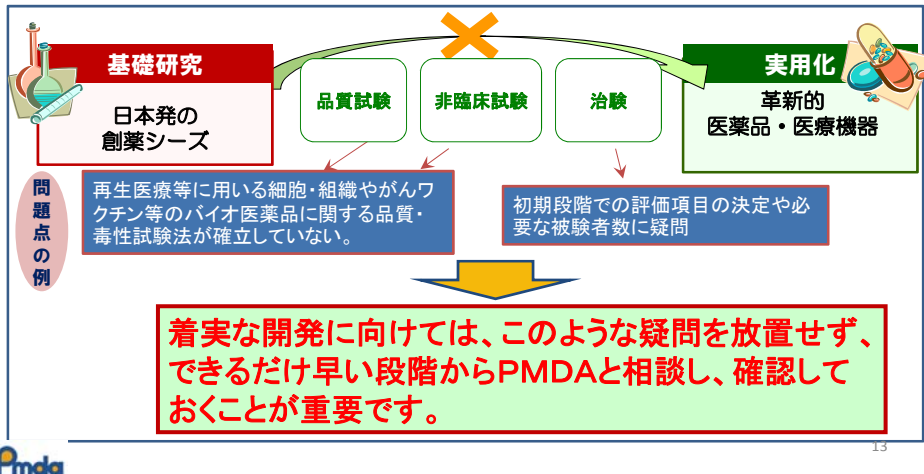 基礎研究
日本発の
創薬シーズ
品質試験
非臨床試験
治験
実用化
革新的
医薬品・医療機器
問題点の例
再生医療等に用いる細胞・組織やがんワ
クチン等のバイオ医薬品に関する品質・
毒性試験法が確立していない。
初期段階での評価項目の決定や必
要な被験者数に疑問
着実な開発に向けては、このような疑問を放置せず、
できるだけ早い段階からPMDAと相談し、確認して
おくことが重要です。
13
Pmda